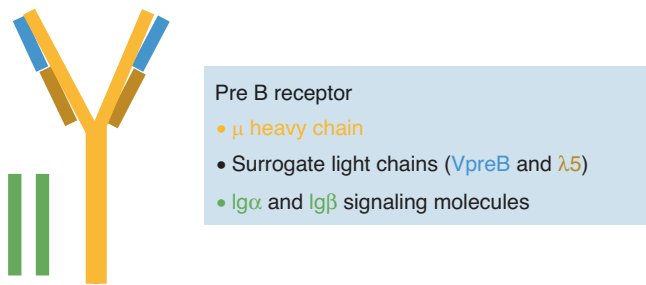 Pre B receptor
• μ heavy chain
• Surrogate light chains (VpreB and λ5)
• Igα and Igβ signaling molecules